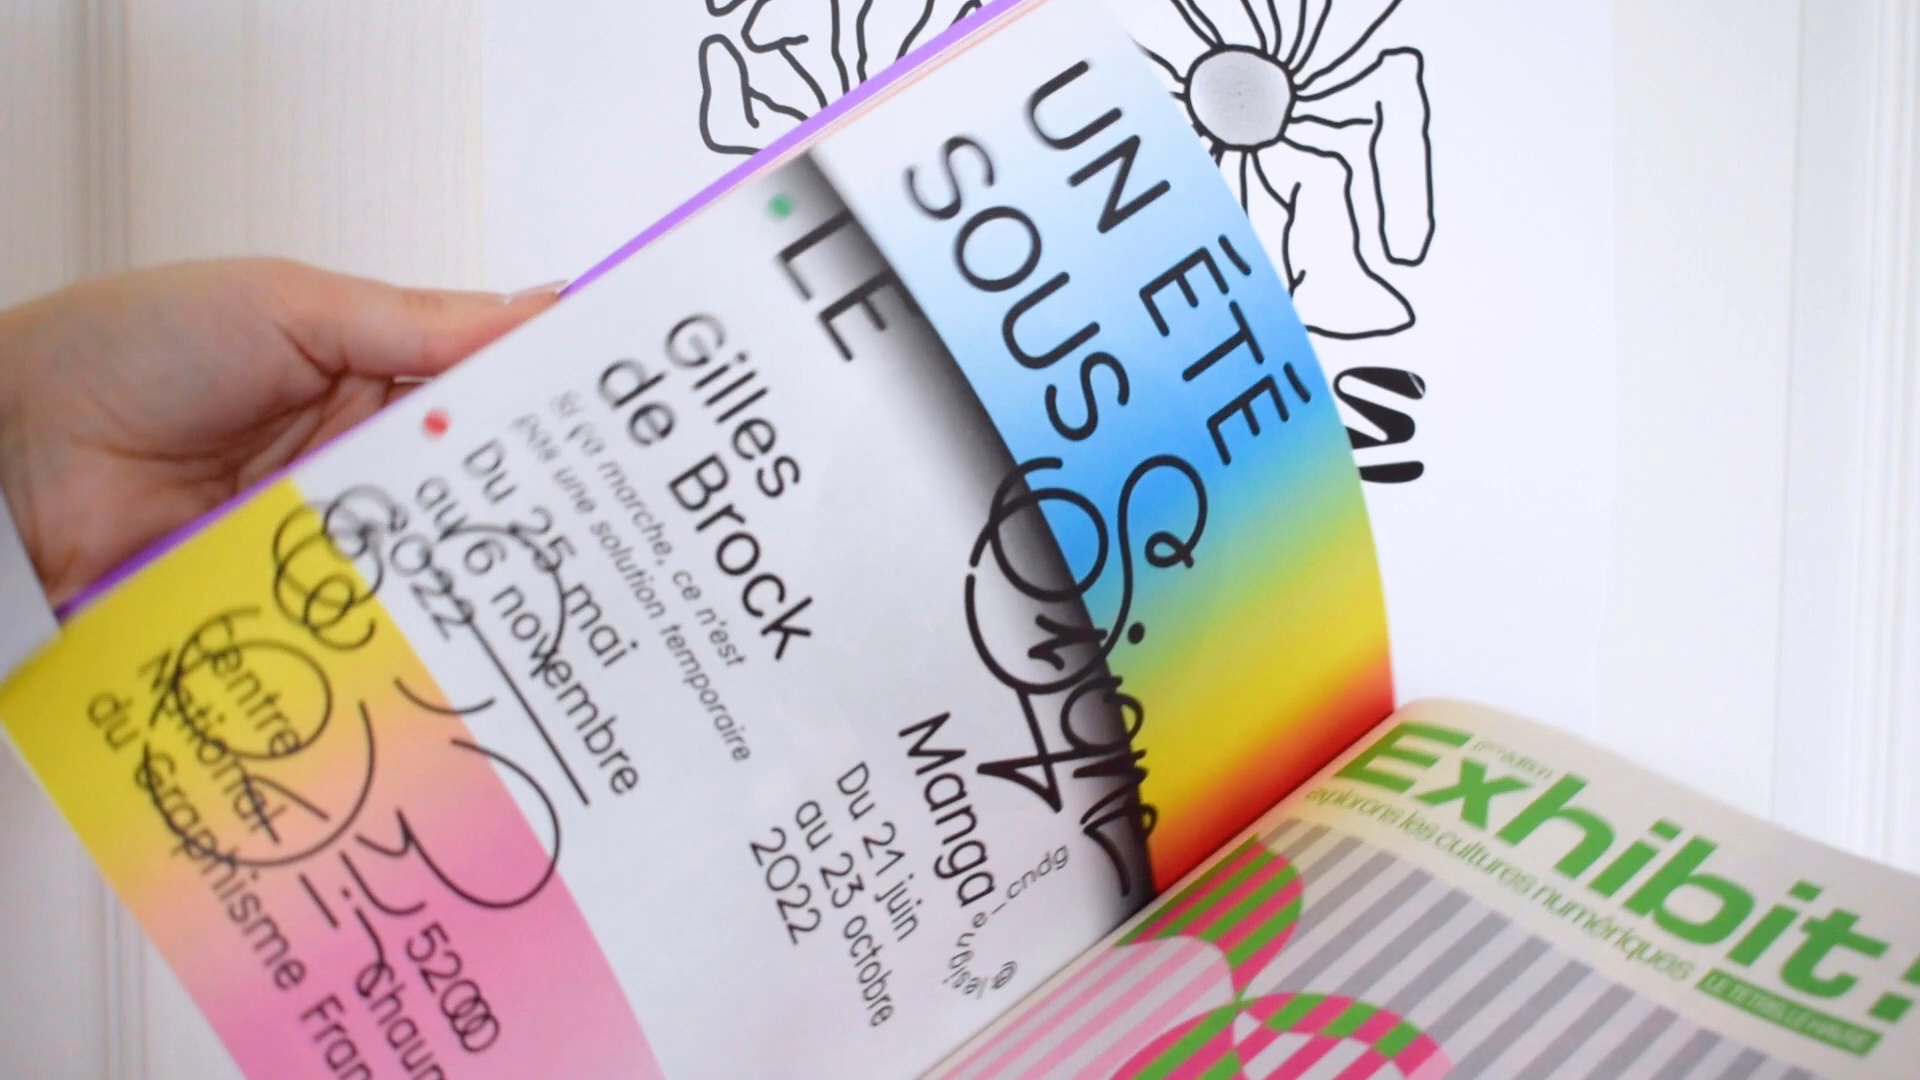 UN ÉTÉ
SOUS
LE
Signe
Gilles
de Brock
Si ça marche, ce n'est
pas une solution temporaire
Du 25 mai
au 6 novembre
2022
Manga
Du 21 juin
au 23 octobre
2022
@
lesigne_cndg
Centre
National
du Graphisme
52000
Exhibit!
explorons les cultures numériques